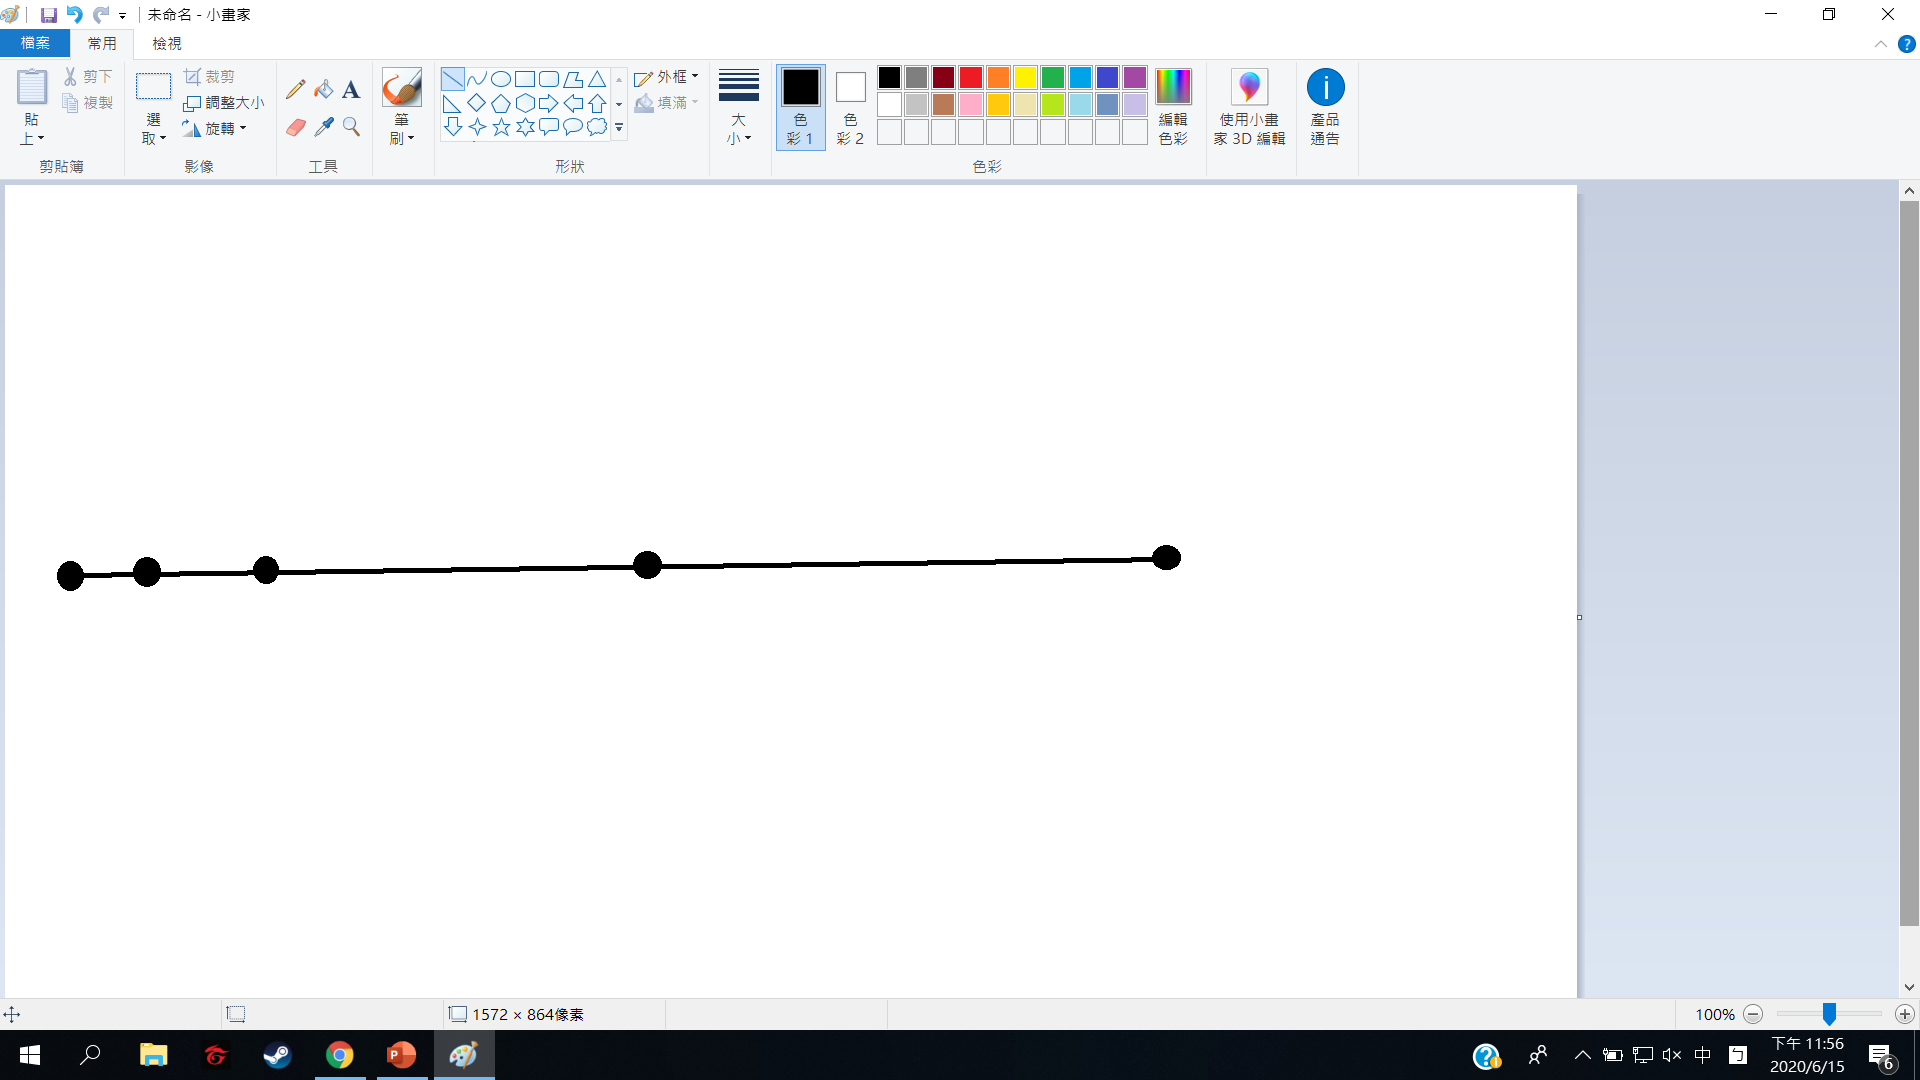 未命名 - 小畫家
檔案 常用 檢視
剪下
複製
貼上
剪貼簿
選取
裁剪
調整大小
旋轉
影像
A
工具
筆刷
外框
填滿
形狀
大小
色彩 1
色彩 2
編輯色彩
色彩
使用小畫家 3D 編輯
產品通告
1572 × 864像素
100%
中
ㄅ
下午 11:56
2020/6/15
6